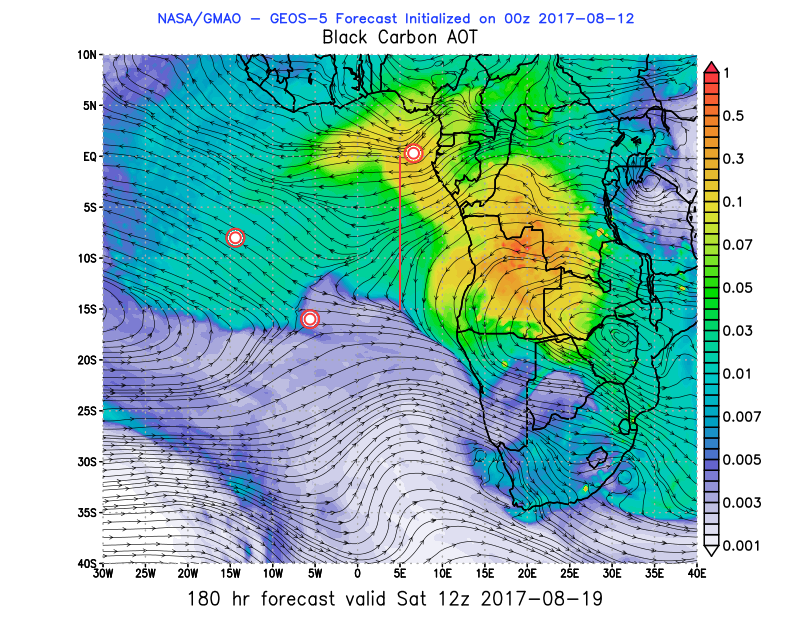 NASA/GMAO - GEOS-5 Forecast Initialized on 00z 2017-08-12
Black Carbon AOT
10N
5N
EQ
5S
10S
15S
20S
25S
30S
35S
40S
30W 25W 20W 15W 10W 5W 0 5E 10E 15E 20E 25E 30E 35E 40E
1
0.5
0.3
0.1
0.07
0.05
0.03
0.01
0.007
0.005
0.003
0.001
180 hr forecast valid Sat 12z 2017-08-19